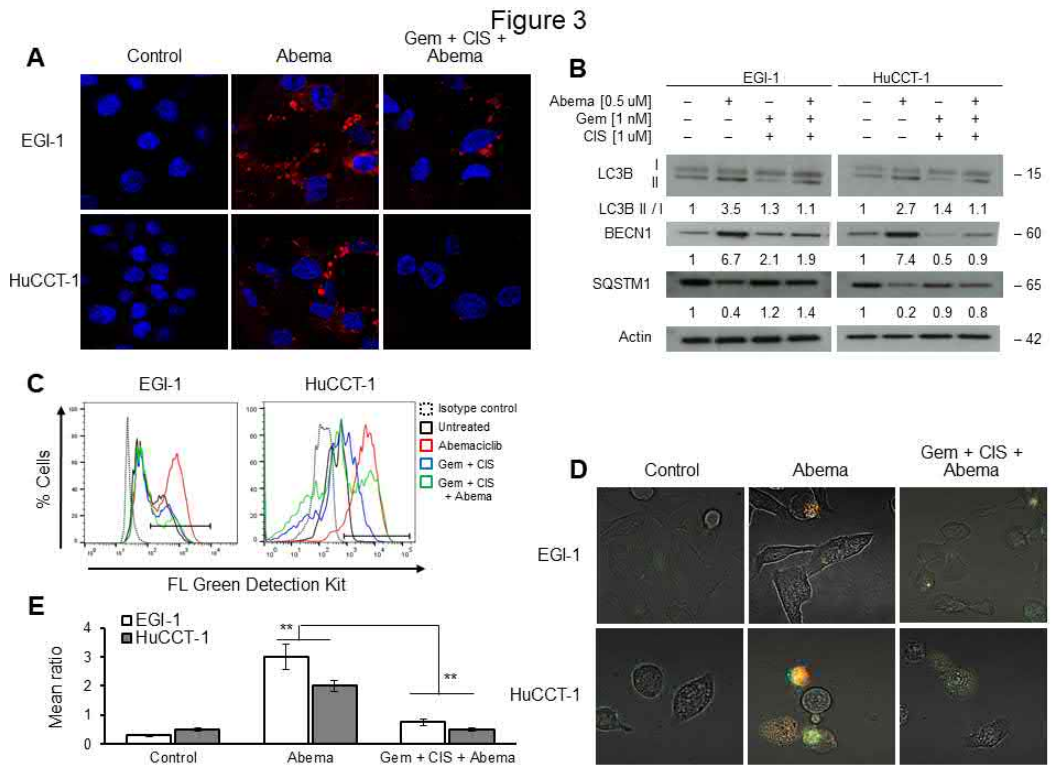 Figure 3
A
Control
Abema
Gem + CIS +
Abema
EGI-1
HuCCT-1
B
EGI-1
HuCCT-1
Abema [0.5 uM] – + – + – + – +
Gem [1 nM] – – + + – – + +
CIS [1 uM] – – + + – – + +
LC3B I – 15
II
LC3B II / I 1 3.5 1.3 1.1 1 2.7 1.4 1.1
BECN1 – 60
1 6.7 2.1 1.9 1 7.4 0.5 0.9
SQSTM1 – 65
1 0.4 1.2 1.4 1 0.2 0.9 0.8
Actin – 42
C
EGI-1
HuCCT-1
% Cells
FL Green Detection Kit
Isotype control
Untreated
Abemaciclib
Gem + CIS
Gem + CIS
+ Abema
D
Control
Abema
Gem + CIS +
Abema
EGI-1
HuCCT-1
E
EGI-1
HuCCT-1
Mean ratio
4
3
2
1
0
**
**
Control
Abema
Gem + CIS + Abema